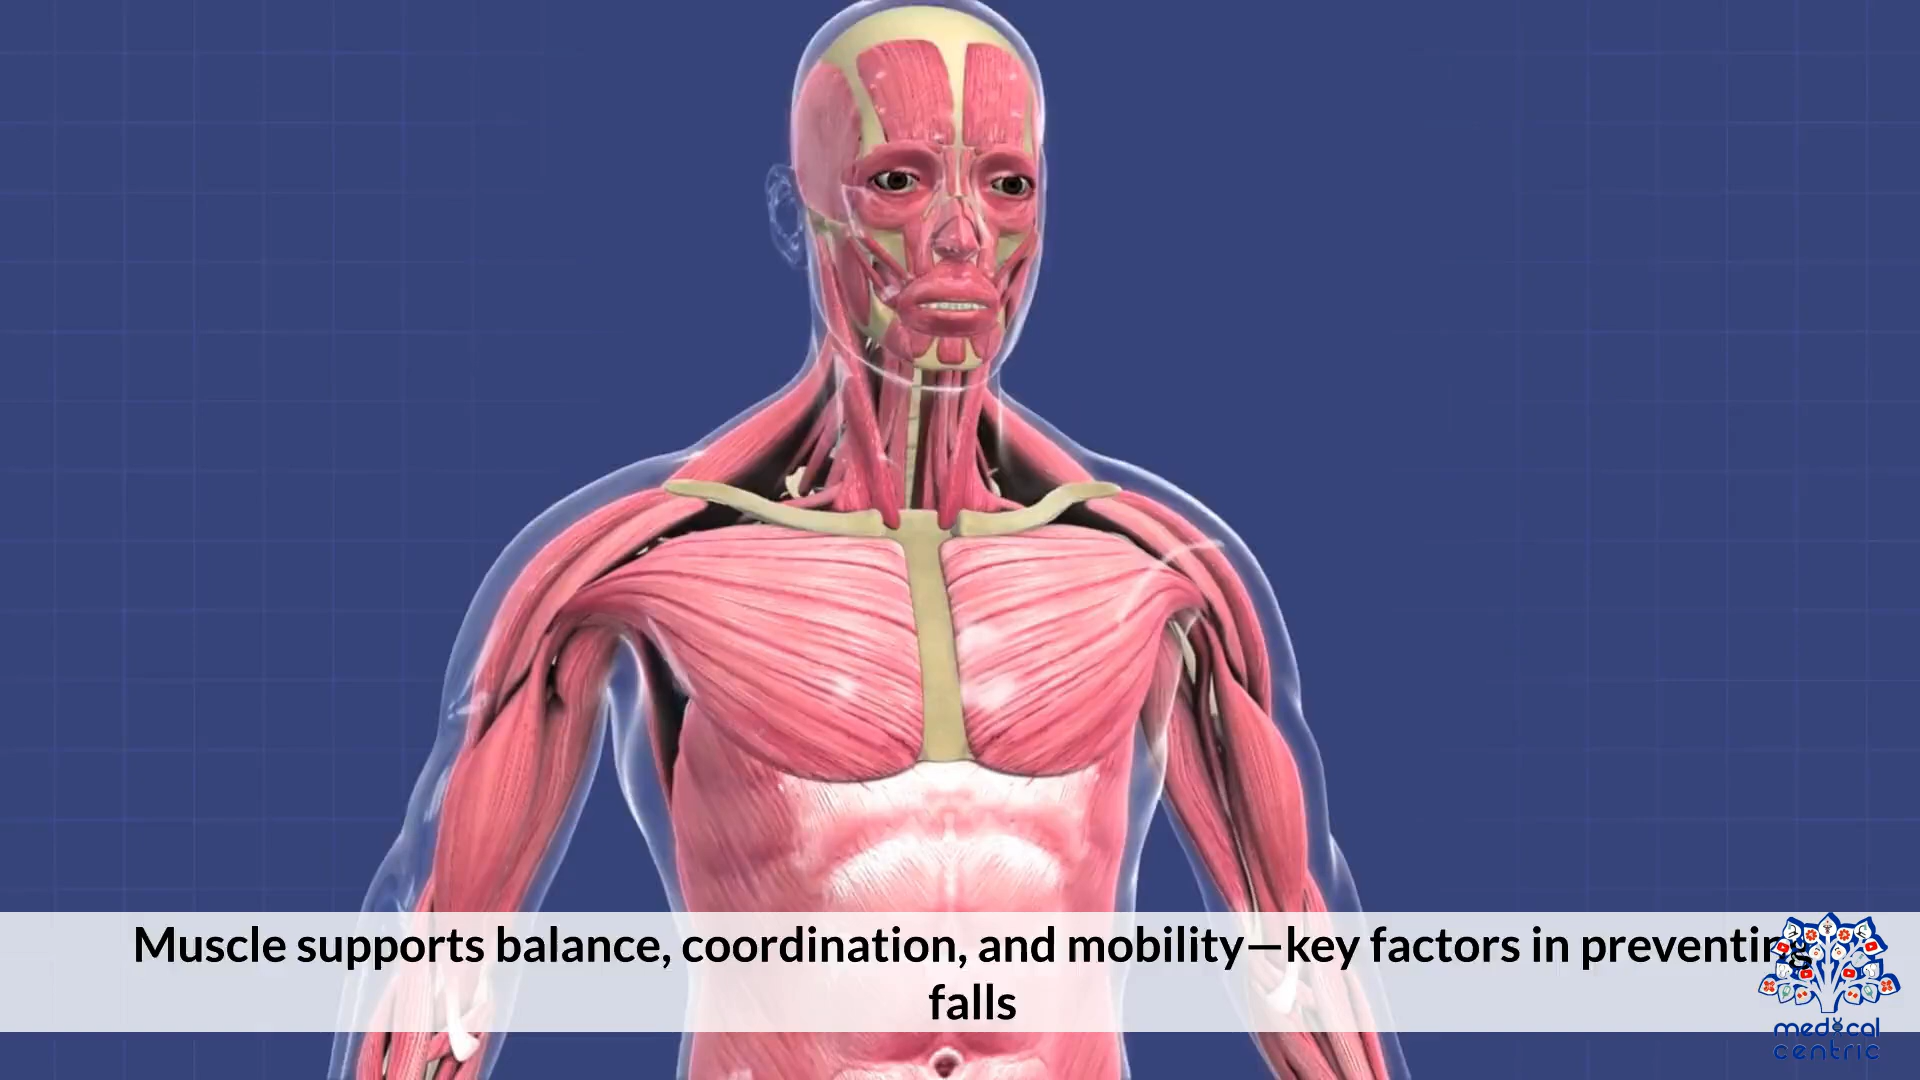 Muscle supports balance, coordination, and mobility—key factors in preventing
falls
medical
centric